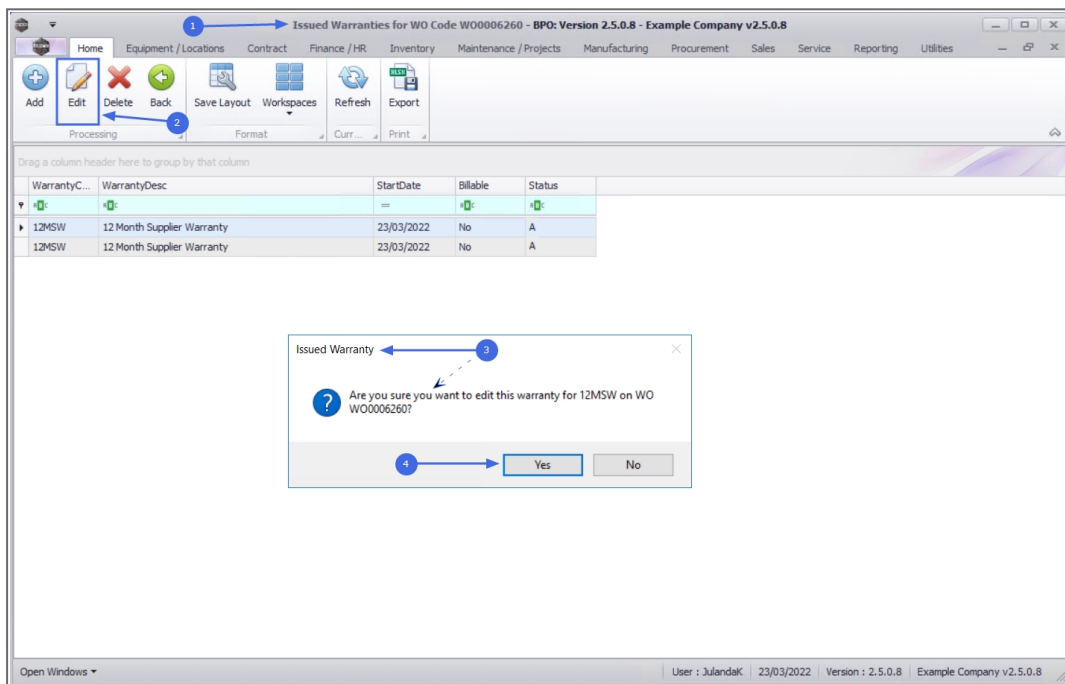 1
Issued Warranties for WO Code WO0006260 - BPO: Version 2.5.0.8 - Example Company v2.5.0.8
Home Equipment / Locations Contract Finance / HR Inventory Maintenance / Projects Manufacturing Procurement Sales Service Reporting Utilities
Add Edit Delete Back Save Layout Workspaces Refresh Export
2
Processing Format Curr... Print
Drag a column header here to group by that column
WarrantyC... WarrantyDesc StartDate Billable Status
=
12MSW 12 Month Supplier Warranty 23/03/2022 No A
12MSW 12 Month Supplier Warranty 23/03/2022 No A
Issued Warranty 3
Are you sure you want to edit this warranty for 12MSW on WO
WO0006260?
4 Yes No
Open Windows User : JulandaK 23/03/2022 Version : 2.5.0.8 Example Company v2.5.0.8